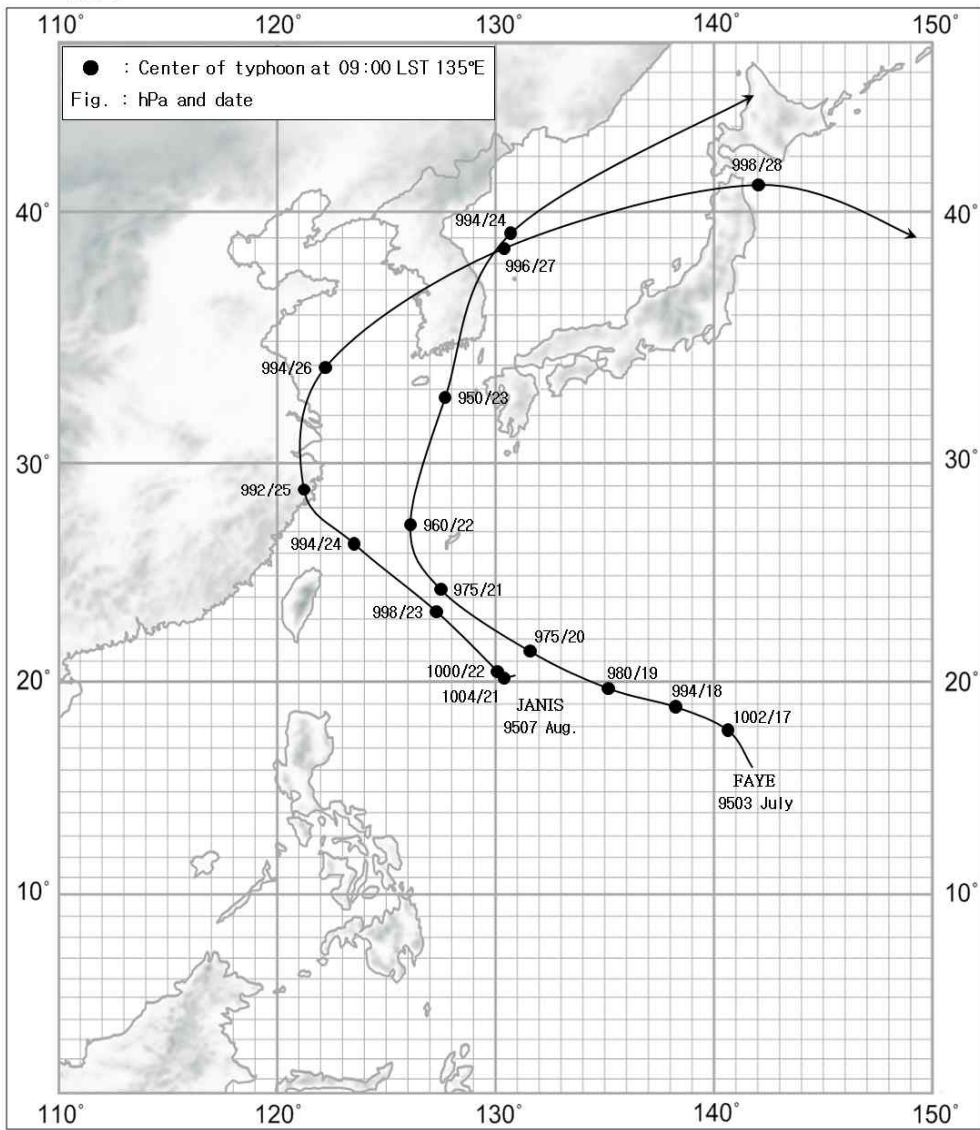 110° 120° 130° 140° 150°
● : Center of typhoon at 09:00 LST 135°E
Fig. : hPa and date
998/28
40° 994/24 40°
996/27
994/26
950/23
30° 30°
992/25
960/22
994/24
975/21
998/23
975/20
1000/22 980/19
20° 994/18 20°
1004/21
JANIS 1002/17
9507 Aug.
FAYE
9503 July
10° 10°
110° 120° 130° 140° 150°